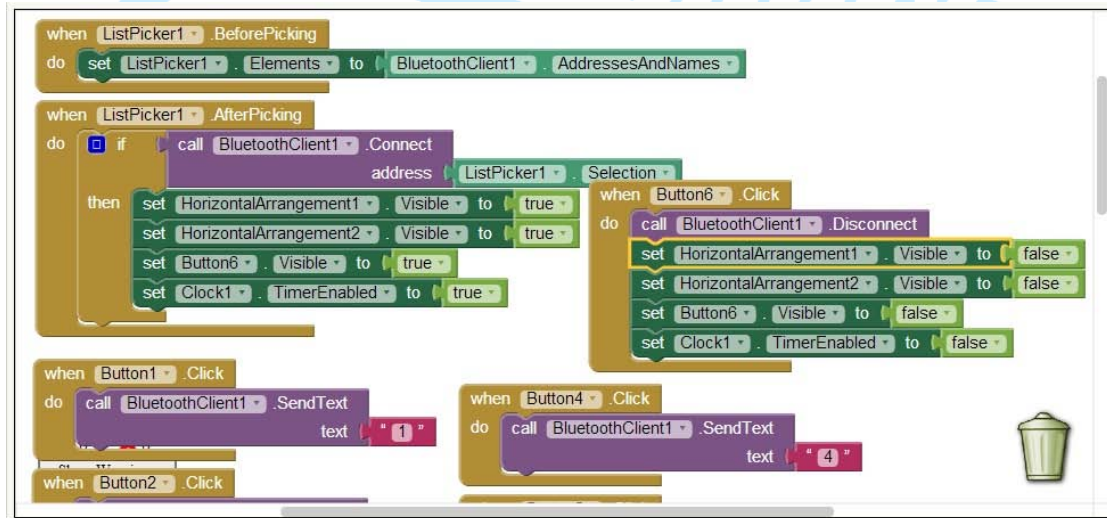 when ListPicker1 .BeforePicking
do set ListPicker1 . Elements to BluetoothClient1 . AddressesAndNames
when ListPicker1 .AfterPicking
do if call BluetoothClient1 .Connect
address ListPicker1 . Selection
then set HorizontalArrangement1 . Visible to true
set HorizontalArrangement2 . Visible to true
set Button6 . Visible to true
set Clock1 . TimerEnabled to true
when Button6 .Click
do call BluetoothClient1 .Disconnect
set HorizontalArrangement1 . Visible to false
set HorizontalArrangement2 . Visible to false
set Button6 . Visible to false
set Clock1 . TimerEnabled to false
when Button1 .Click
do call BluetoothClient1 .SendText
text " 1 "
when Button2 .Click
when Button4 .Click
do call BluetoothClient1 .SendText
text " 4 "